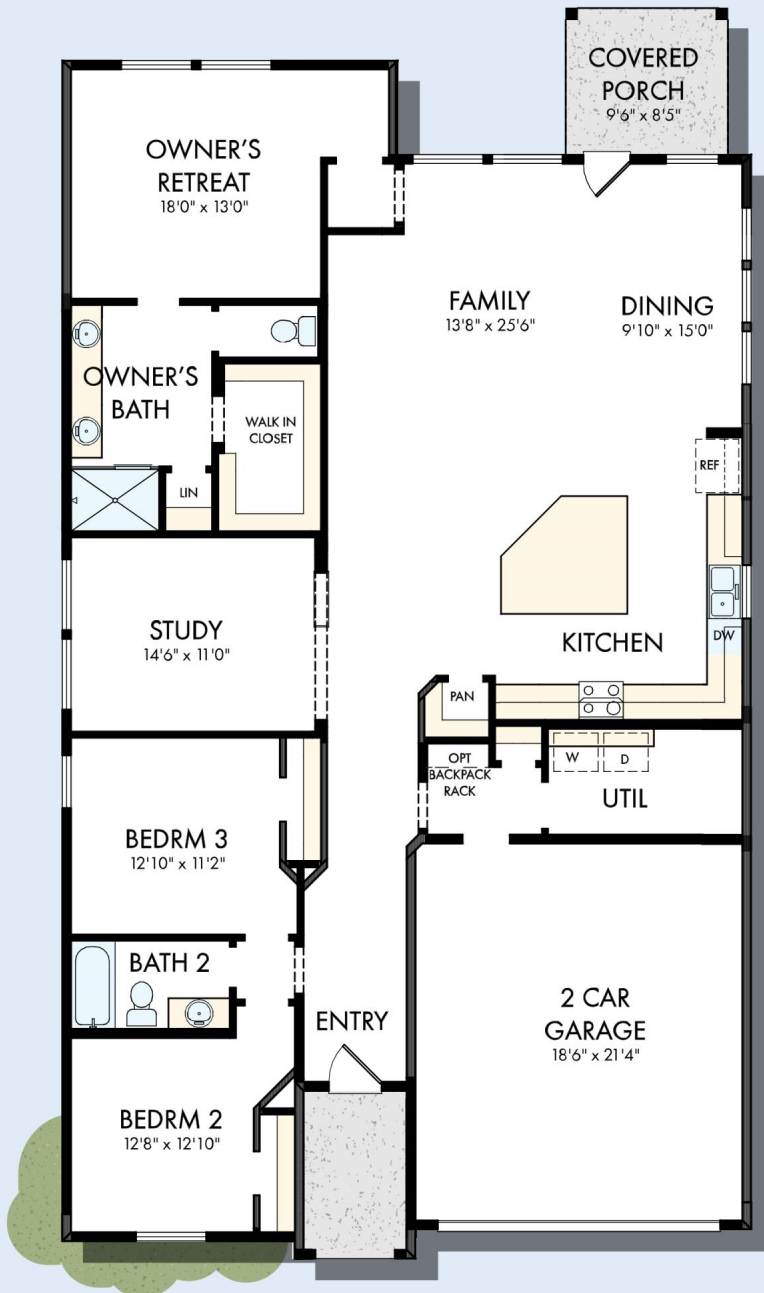 COVERED
PORCH
9'6" x 8'5"
OWNER'S
RETREAT
18'0" x 13'0"
FAMILY
13'8" x 25'6"
DINING
9'10" x 15'0"
OWNER'S
BATH
WALK IN
CLOSET
LIN
REF
STUDY
14'6" x 11'0"
KITCHEN
DW
PAN
OPT
BACKPACK
RACK
W
D
UTIL
BEDRM 3
12'10" x 11'2"
BATH 2
ENTRY
2 CAR
GARAGE
18'6" x 21'4"
BEDRM 2
12'8" x 12'10"